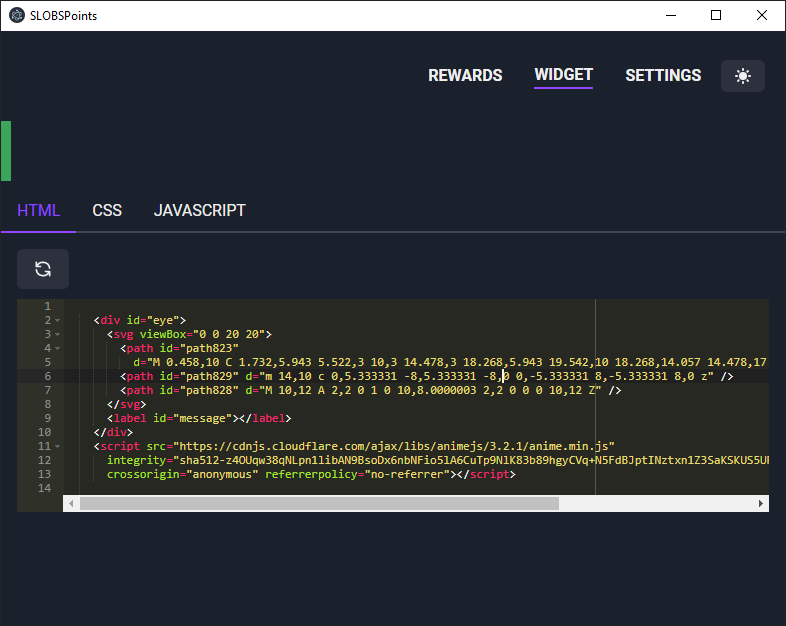 SLOBSPoints
REWARDS WIDGET SETTINGS
HTML CSS JAVASCRIPT
1
2 <div id="eye">
3 <svg viewBox="0 0 20 20">
4 <path id="path823"
5 d="M 0.458,10 C 1.732,5.943 5.522,3 10,3 14.478,3 18.268,5.943 19.542,10 18.268,14.057 14.478,17
6 <path id="path829" d="m 14,10 c 0,5.333331 -8,5.333331 -8,0 0,-5.333331 8,-5.333331 8,0 z" />
7 <path id="path828" d="M 10,12 A 2,2 0 1 0 10,8.0000003 2,2 0 0 0 10,12 Z" />
8 </svg>
9 <label id="message"></label>
10 </div>
11 <script src="https://cdnjs.cloudflare.com/ajax/libs/animejs/3.2.1/anime.min.js"
12 integrity="sha512-z4OUqw38qNLpn1libAN9BsoDx6nbNFio5lA6CuTp9NlK83b89hgyCVq+N5FdBJptINztxn1Z3SaKSKUS5UP
13 crossorigin="anonymous" referrerpolicy="no-referrer"></script>
14